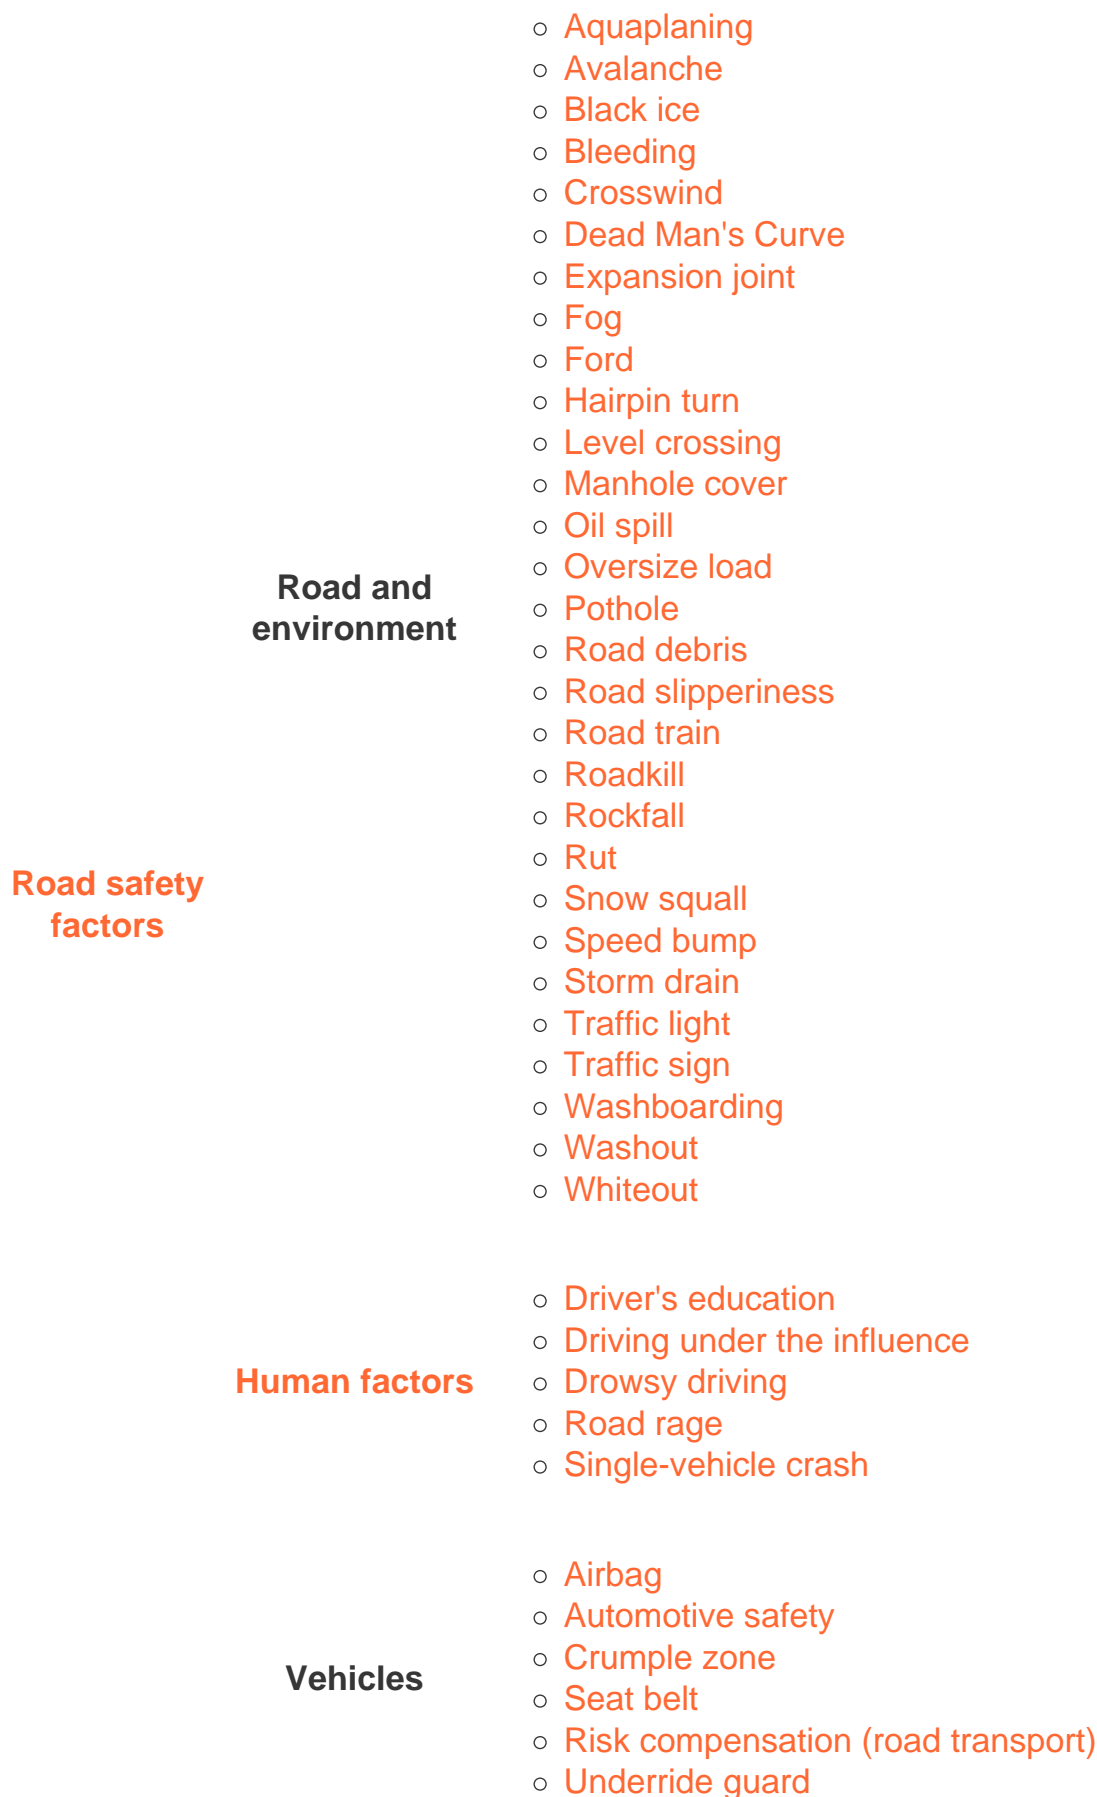 Road safety
factors
Road and
environment
Aquaplaning
Avalanche
Black ice
Bleeding
Crosswind
Dead Man's Curve
Expansion joint
Fog
Ford
Hairpin turn
Level crossing
Manhole cover
Oil spill
Oversize load
Pothole
Road debris
Road slipperiness
Road train
Roadkill
Rockfall
Rut
Snow squall
Speed bump
Storm drain
Traffic light
Traffic sign
Washboarding
Washout
Whiteout
Human factors
Driver's education
Driving under the influence
Drowsy driving
Road rage
Single-vehicle crash
Vehicles
Airbag
Automotive safety
Crumple zone
Seat belt
Risk compensation (road transport)
Underride guard